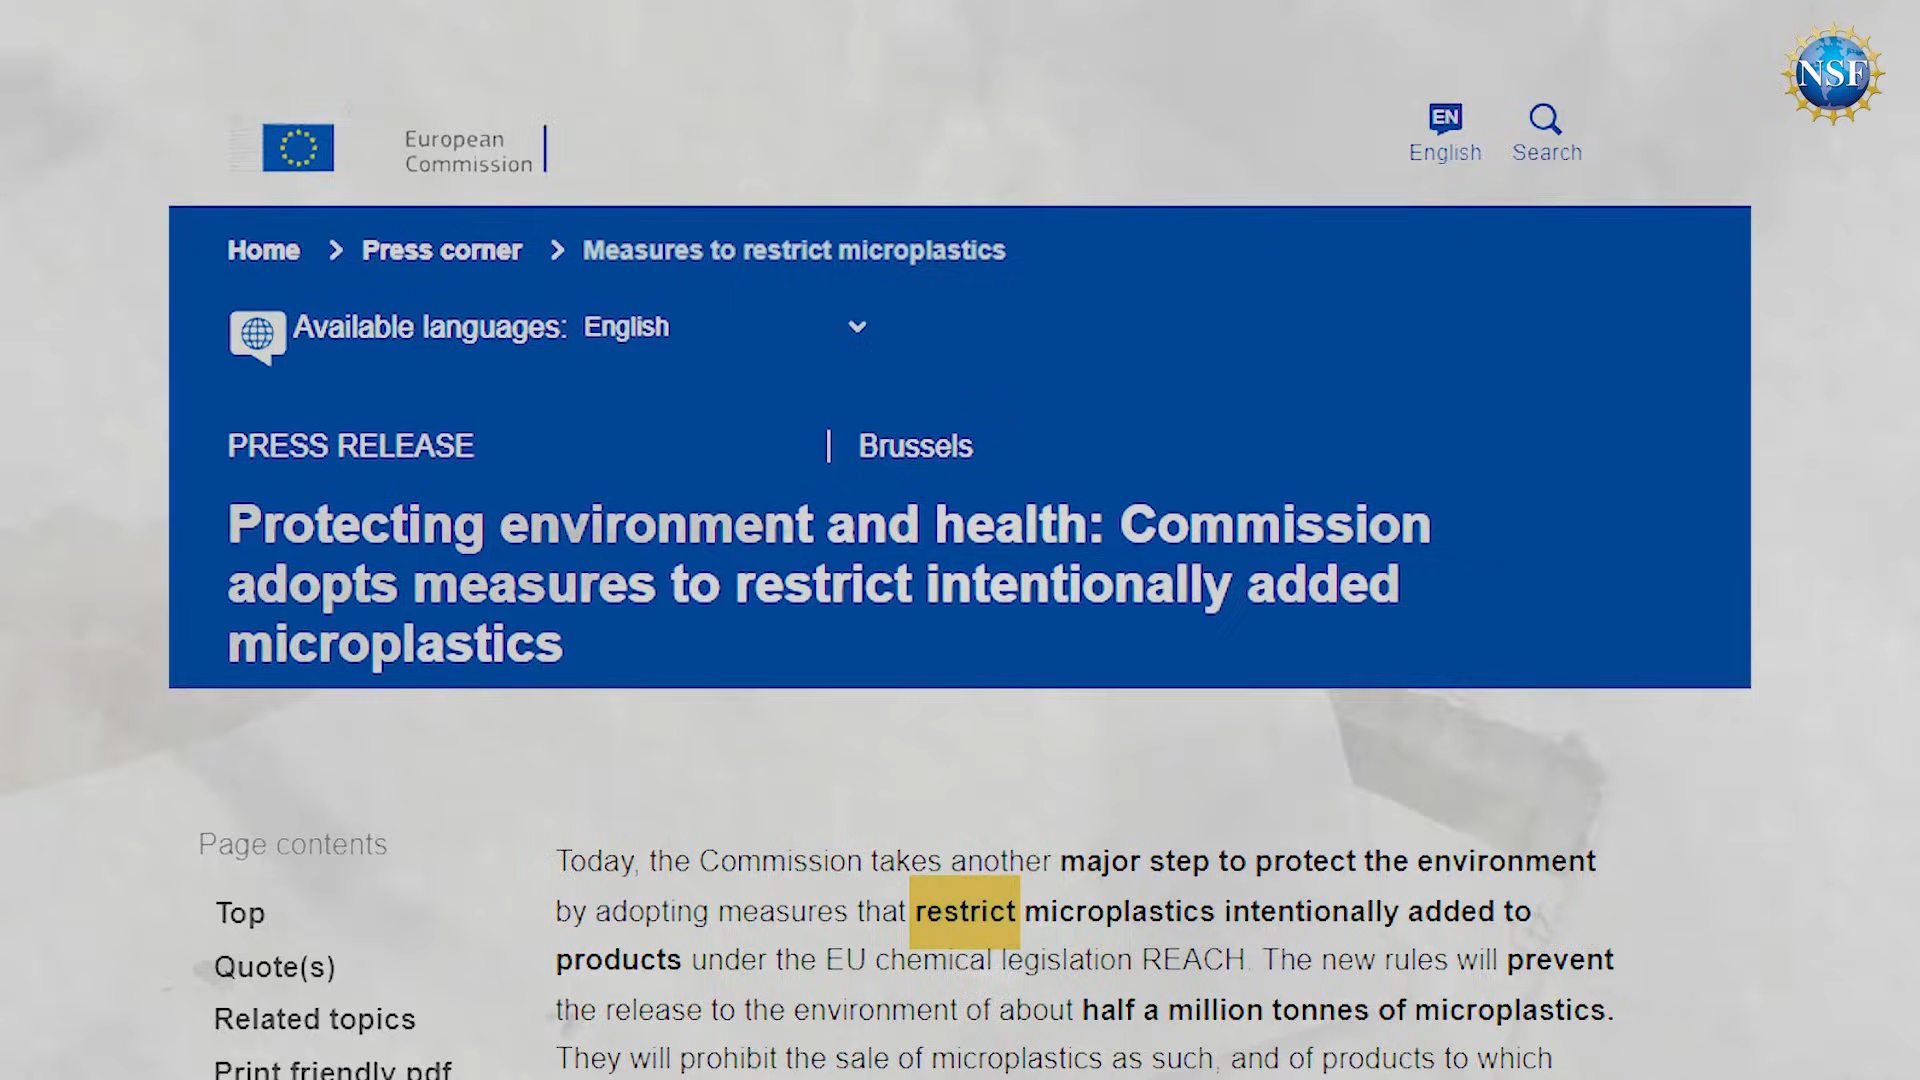 NSF
European
Commission
EN
English
Search
Home > Press corner > Measures to restrict microplastics
Available languages: English
PRESS RELEASE | Brussels
Protecting environment and health: Commission
adopts measures to restrict intentionally added
microplastics
Page contents
Top
Quote(s)
Related topics
Print friendly pdf
Today, the Commission takes another major step to protect the environment
by adopting measures that restrict microplastics intentionally added to
products under the EU chemical legislation REACH. The new rules will prevent
the release to the environment of about half a million tonnes of microplastics.
They will prohibit the sale of microplastics as such, and of products to which